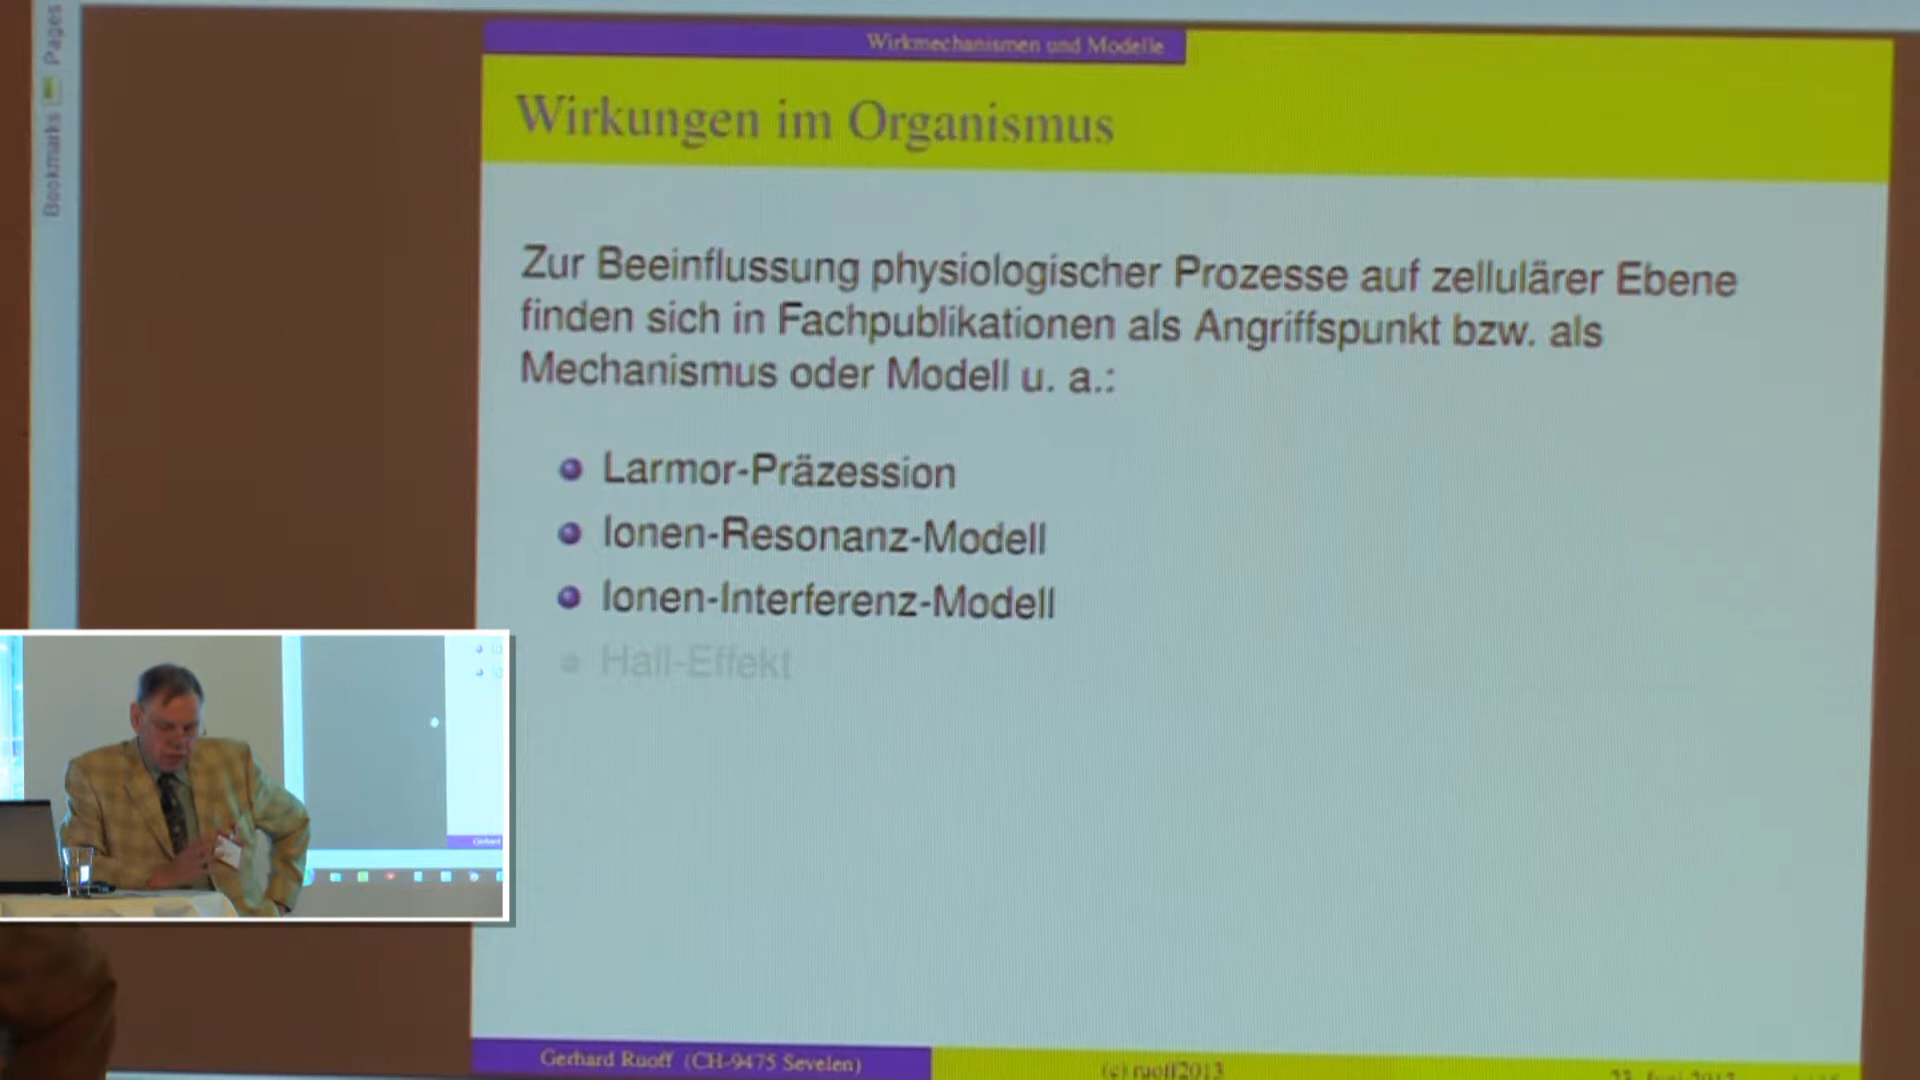 Pages
Bookmarks
Wirkmechanismen und Modelle
Wirkungen im Organismus
Zur Beeinflussung physiologischer Prozesse auf zellulärer Ebene
finden sich in Fachpublikationen als Angriffspunkt bzw. als
Mechanismus oder Modell u. a.:
Larmor-Präzession
Ionen-Resonanz-Modell
Ionen-Interferenz-Modell
Hall-Effekt
Gerhard Ruoff (CH-9475 Sevelen)
(c) ruoff2013